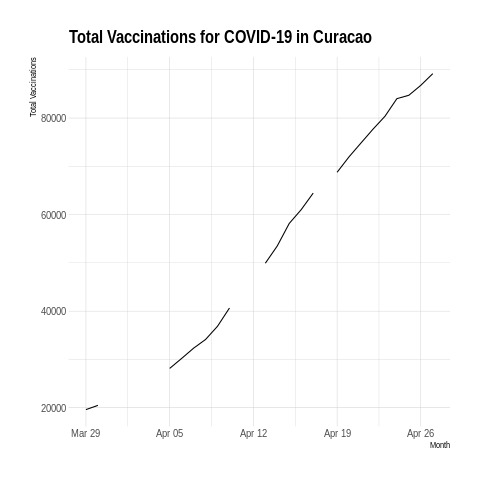 Total Vaccinations for COVID-19 in Curacao
Total Vaccinations
80000
60000
40000
20000
Mar 29 Apr 05 Apr 12 Apr 19 Apr 26
Month